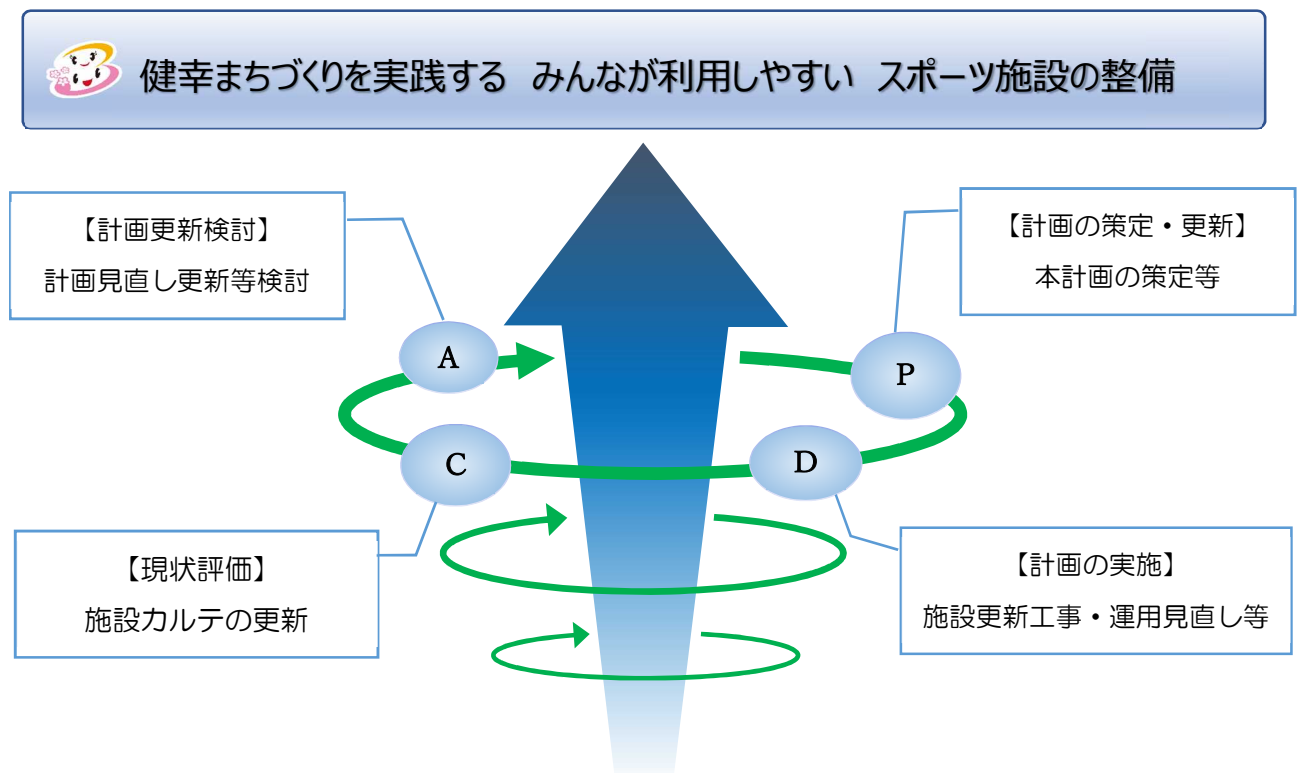 健幸まちづくりを実践する みんなが利用しやすい スポーツ施設の整備
【計画更新検討】
計画見直し更新等検討
【計画の策定・更新】
本計画の策定等
A
P
C
D
【現状評価】
施設カルテの更新
【計画の実施】
施設更新工事・運用見直し等